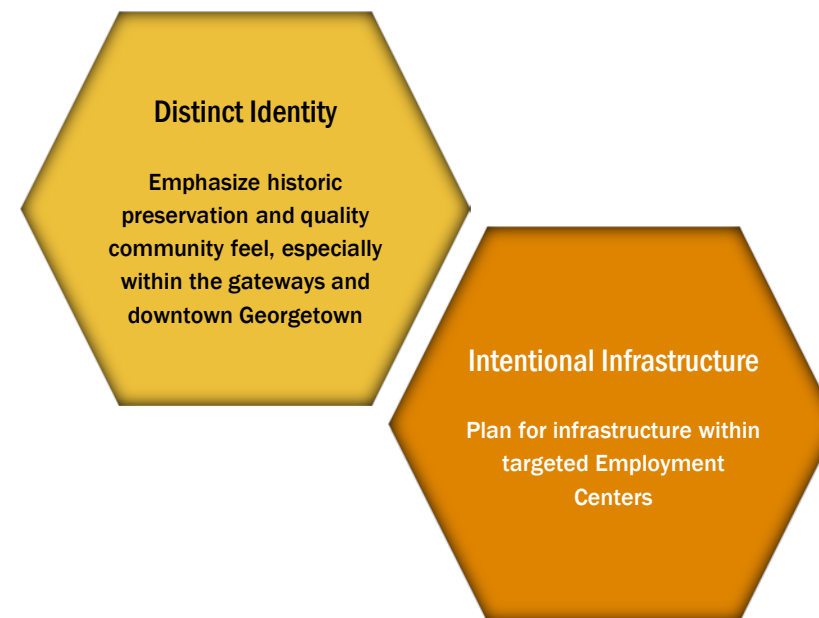 Distinct Identity
Emphasize historic
preservation and quality
community feel, especially
within the gateways and
downtown Georgetown
Intentional Infrastructure
Plan for infrastructure within
targeted Employment
Centers